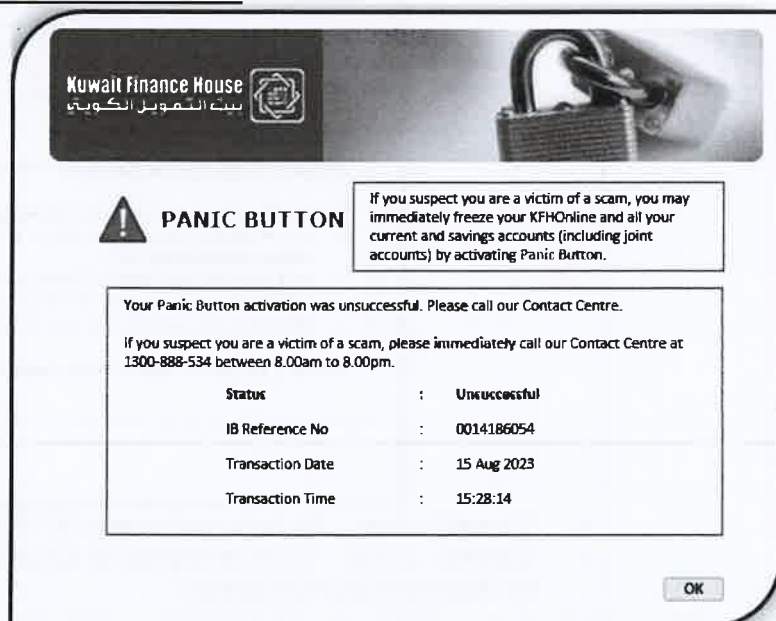 Kuwait Finance House
بيت التمويل الكويتي
PANIC BUTTON
If you suspect you are a victim of a scam, you may
immediately freeze your KFHOnline and all your
current and savings accounts (including joint
accounts) by activating Panic Button.
Your Panic Button activation was unsuccessful. Please call our Contact Centre.
If you suspect you are a victim of a scam, please immediately call our Contact Centre at
1300-888-534 between 8.00am to 8.00pm.
Status : Unsuccessful
IB Reference No : 0014186054
Transaction Date : 15 Aug 2023
Transaction Time : 15:28:14
OK